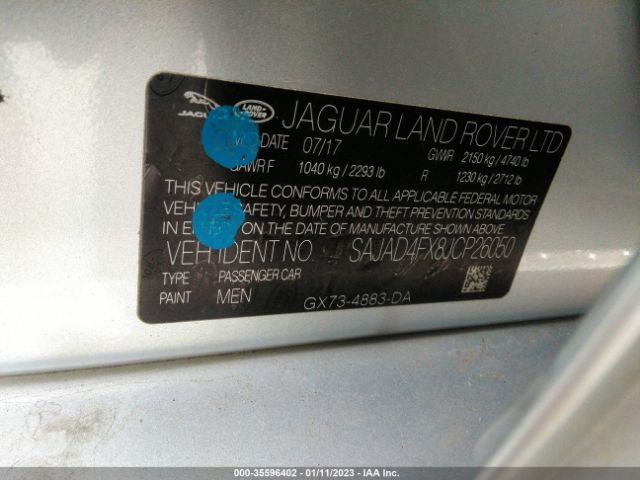 JAGUAR LAND-ROVER JAGUAR LAND ROVER LTD
DATE 07/17 GVWR 2150 kg / 4740 lb
GAWR F 1040 kg / 2293 lb R 1230 kg / 2712 lb
THIS VEHICLE CONFORMS TO ALL APPLICABLE FEDERAL MOTOR
SAFETY, BUMPER AND THEFT PREVENTION STANDARDS
IN ON THE DATE OF MANUFACTURE SHOWN ABOVE.
VEH IDENT NO. SAJAD4FX8JCP26050
TYPE PASSENGER CAR
PAINT MEN GX73-4883-DA
000-35596402 - 01/11/2023 - IAA Inc.